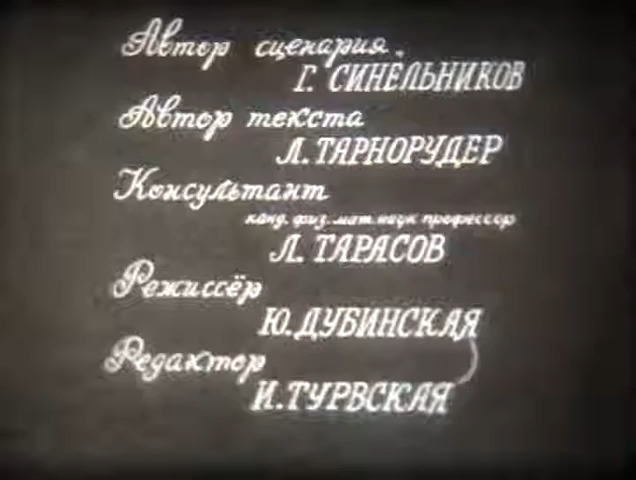 Автор сценария
Г. СИНЕЛЬНИКОВ
Автор текста
Л. ТАРНОРУДЕР
Консультант
канд. физ. мат. наук профессор
Л. ТАРАСОВ
Режиссёр
Ю. ДУБИНСКАЯ
Редактор
И. ТУРВСКАЯ